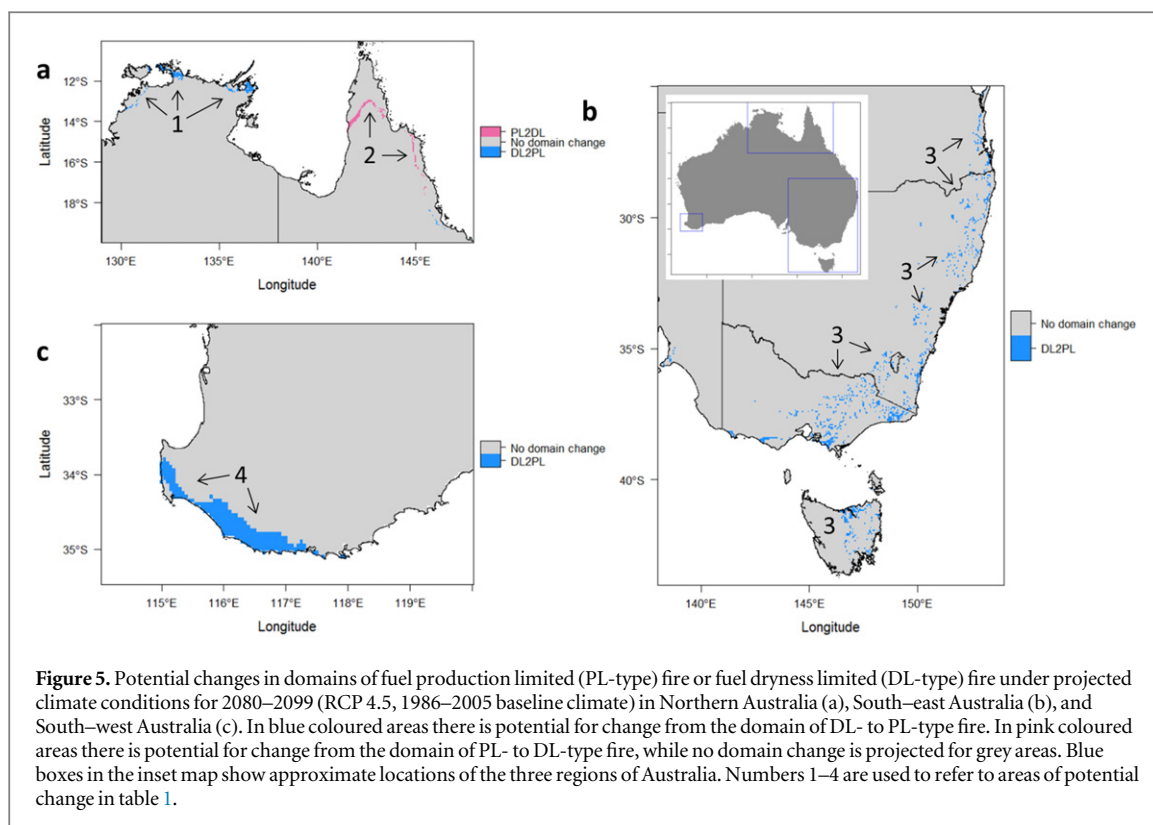 a
12°S
14°S
16°S
18°S
Latitude
1
2
PL2DL
No domain change
DL2PL
130°E 135°E 140°E 145°E
Longitude
b
3
3
3
3
30°S
35°S
40°S
Latitude
No domain change
DL2PL
140°E 145°E 150°E
Longitude
c
33°S
34°S
35°S
Latitude
4
No domain change
DL2PL
115°E 116°E 117°E 118°E 119°E
Longitude
Figure 5. Potential changes in domains of fuel production limited (PL-type) fire or fuel dryness limited (DL-type) fire under projected
climate conditions for 2080–2099 (RCP 4.5, 1986–2005 baseline climate) in Northern Australia (a), South–east Australia (b), and
South–west Australia (c). In blue coloured areas there is potential for change from the domain of DL- to PL-type fire. In pink coloured
areas there is potential for change from the domain of PL- to DL-type fire, while no domain change is projected for grey areas. Blue
boxes in the inset map show approximate locations of the three regions of Australia. Numbers 1–4 are used to refer to areas of potential
change in table 1.